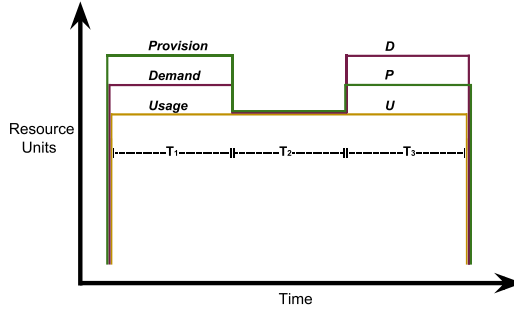 Provision
D
Demand
P
Usage
U
Resource
Units
T1
T2
T3
Time